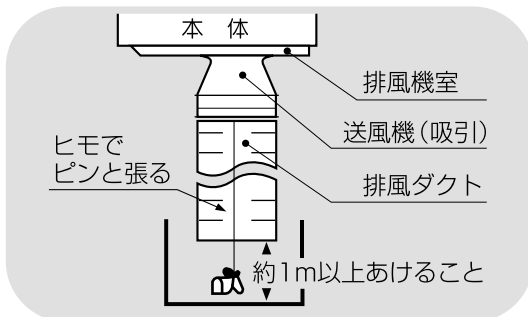 本 体
排風機室
送風機（吸引）
ヒモで
ピンと張る
排風ダクト
約1m以上あけること